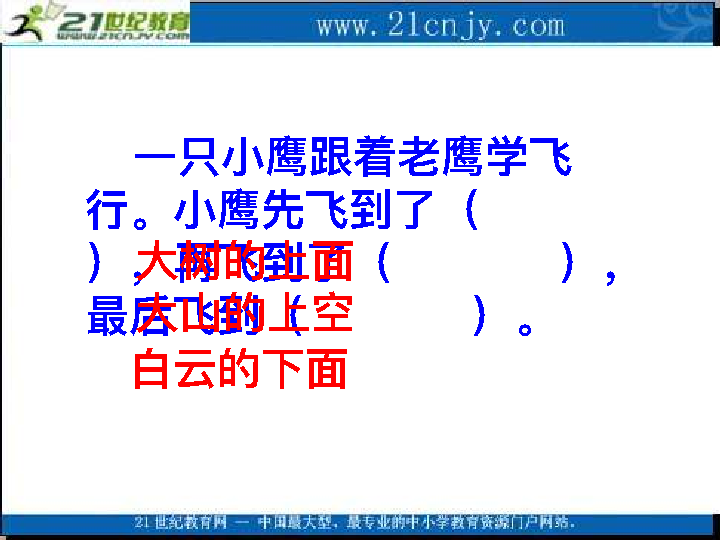 21世纪教育
WWW.21CNJY.COM
www.21cnjy.com
一只小鹰跟着老鹰学飞
行。小鹰先飞到了（
），再飞到了（　　　），
最后飞到（　　　）。
大树的上面
大山的上空
白云的下面
21世纪教育网 -- 中国最大型、最专业的中小学教育资源门户网站.